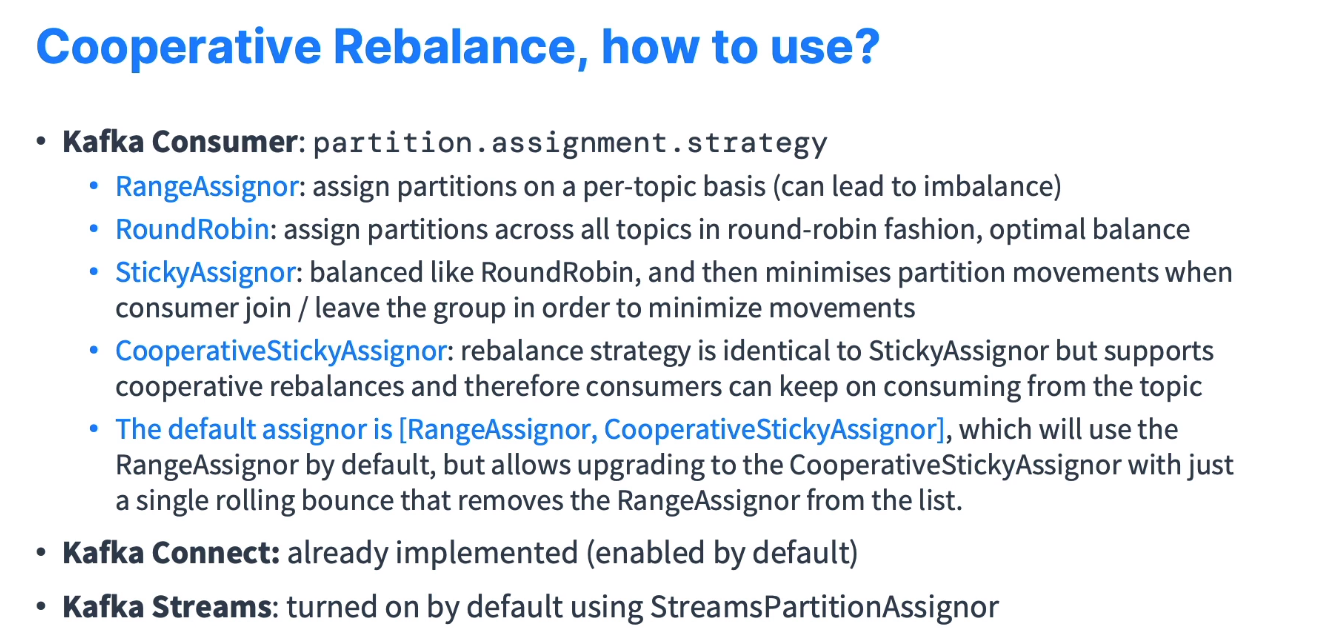 Cooperative Rebalance, how to use?
• Kafka Consumer: partition.assignment.strategy
• RangeAssignor: assign partitions on a per-topic basis (can lead to imbalance)
• RoundRobin: assign partitions across all topics in round-robin fashion, optimal balance
• StickyAssignor: balanced like RoundRobin, and then minimises partition movements when
consumer join / leave the group in order to minimize movements
• CooperativeStickyAssignor: rebalance strategy is identical to StickyAssignor but supports
cooperative rebalances and therefore consumers can keep on consuming from the topic
• The default assignor is [RangeAssignor, CooperativeStickyAssignor], which will use the
RangeAssignor by default, but allows upgrading to the CooperativeStickyAssignor with just
a single rolling bounce that removes the RangeAssignor from the list.
• Kafka Connect: already implemented (enabled by default)
• Kafka Streams: turned on by default using StreamsPartitionAssignor